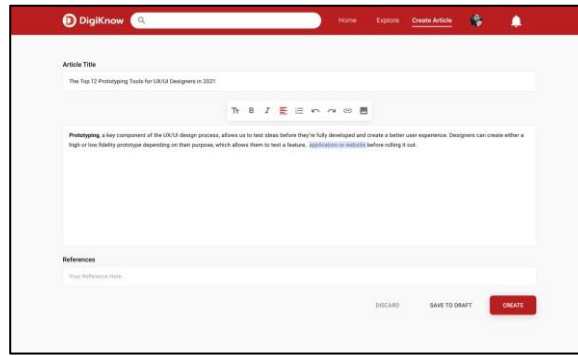 DigiKnow
Home Explore Create Article
Article Title
The Top 12 Prototyping Tools for UX/UI Designers in 2021
Tт B I
Prototyping, a key component of the UX/UI design process, allows us to test ideas before they're fully developed and create a better user experience. Designers can create either a
high or low fidelity prototype depending on their purpose, which allows them to test a feature, application or website before rolling it out.
References
Your Reference Here
DISCARD SAVE TO DRAFT CREATE